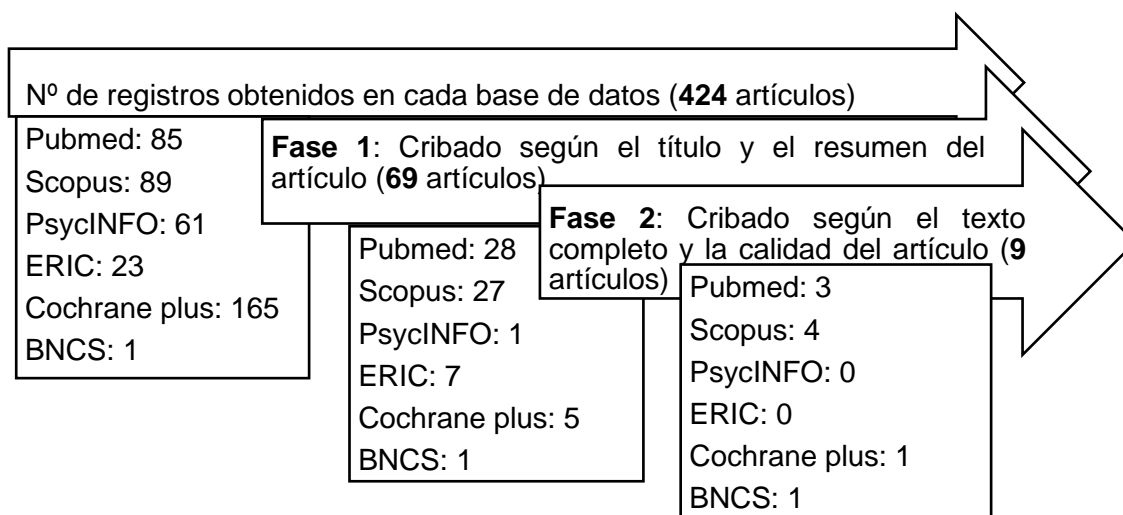 Nº de registros obtenidos en cada base de datos (424 artículos)
Pubmed: 85
Scopus: 89
PsycINFO: 61
ERIC: 23
Cochrane plus: 165
BNCS: 1
Fase 1: Cribado según el título y el resumen del
artículo (69 artículos)
Pubmed: 28
Scopus: 27
PsycINFO: 1
ERIC: 7
Cochrane plus: 5
BNCS: 1
Fase 2: Cribado según el texto
completo y la calidad del artículo (9
artículos)
Pubmed: 3
Scopus: 4
PsycINFO: 0
ERIC: 0
Cochrane plus: 1
BNCS: 1